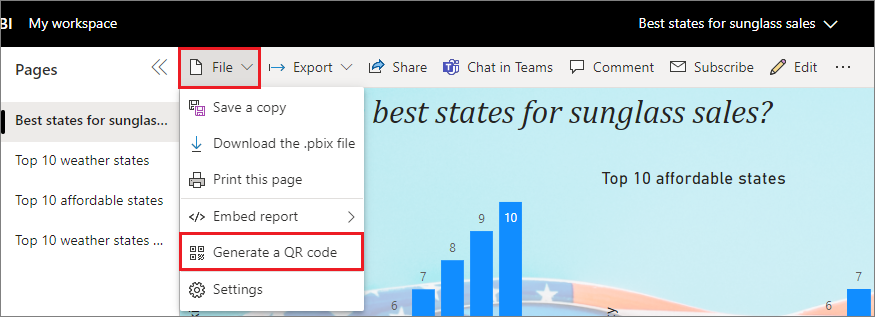 BI My workspace Best states for sunglass sales
Pages File Export Share Chat in Teams Comment Subscribe Edit ...
Best states for sunglas...
Top 10 weather states
Top 10 affordable states
Top 10 weather states ...
Save a copy
Download the .pbix file
Print this page
Embed report
Generate a QR code
Settings
best states for sunglass sales?
Top 10 affordable states
6 7 8 9 10
6 7